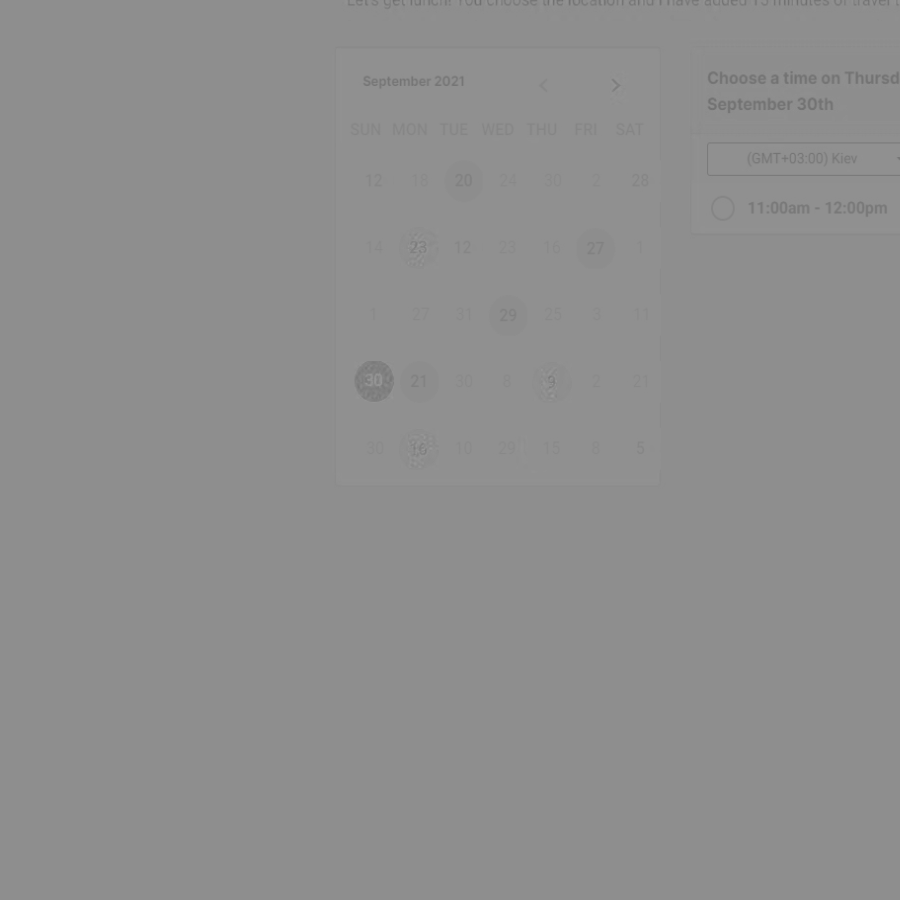 Let's get lunch! You choose the location and I have added 15 minutes of travel
September 2021
SUN MON TUE WED THU FRI SAT
12 18 20 24 30 2 28
14 23 12 23 16 27 1
1 27 31 29 25 3 11
30 21 30 8 9 2 21
30 16 10 29 15 8 5
Choose a time on Thursd
September 30th
(GMT+03:00) Kiev
11:00am - 12:00pm